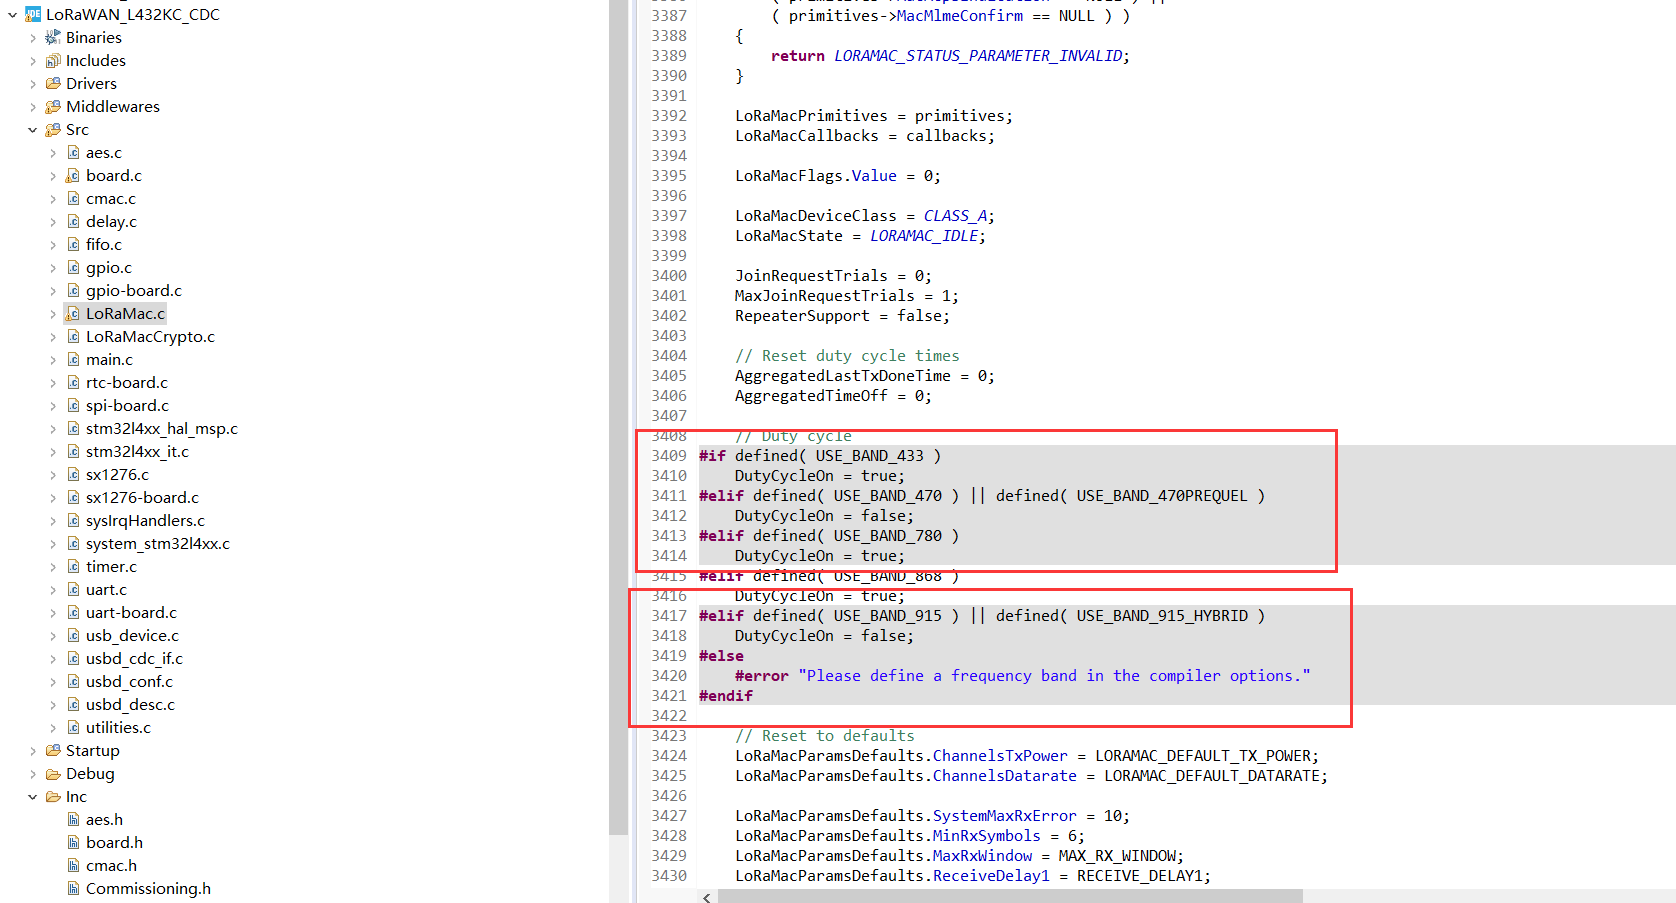 LoRaWAN_L432KC_CDC
Binaries
Includes
Drivers
Middlewares
Src
aes.c
board.c
cmac.c
delay.c
fifo.c
gpio.c
gpio-board.c
LoRaMac.c
LoRaMacCrypto.c
main.c
rtc-board.c
spi-board.c
stm32l4xx_hal_msp.c
stm32l4xx_it.c
sx1276.c
sx1276-board.c
sysIrqHandlers.c
system_stm32l4xx.c
timer.c
uart.c
uart-board.c
usb_device.c
usbd_cdc_if.c
usbd_conf.c
usbd_desc.c
utilities.c
Startup
Debug
Inc
aes.h
board.h
cmac.h
Commissioning.h
3387 ( primitives->MacMlmeConfirm == NULL ) )
3388 {
3389 return LORAMAC_STATUS_PARAMETER_INVALID;
3390 }
3391
3392 LoRaMacPrimitives = primitives;
3393 LoRaMacCallbacks = callbacks;
3394
3395 LoRaMacFlags.Value = 0;
3396
3397 LoRaMacDeviceClass = CLASS_A;
3398 LoRaMacState = LORAMAC_IDLE;
3399
3400 JoinRequestTrials = 0;
3401 MaxJoinRequestTrials = 1;
3402 RepeaterSupport = false;
3403
3404 // Reset duty cycle times
3405 AggregatedLastTxDoneTime = 0;
3406 AggregatedTimeOff = 0;
3407
3408 // Duty cycle
3409 #if defined( USE_BAND_433 )
3410 DutyCycleOn = true;
3411 #elif defined( USE_BAND_470 ) || defined( USE_BAND_470PREQUEL )
3412 DutyCycleOn = false;
3413 #elif defined( USE_BAND_780 )
3414 DutyCycleOn = true;
3415 #elif defined( USE_BAND_868 )
3416 DutyCycleOn = true;
3417 #elif defined( USE_BAND_915 ) || defined( USE_BAND_915_HYBRID )
3418 DutyCycleOn = false;
3419 #else
3420 #error "Please define a frequency band in the compiler options."
3421 #endif
3422
3423 // Reset to defaults
3424 LoRaMacParamsDefaults.ChannelsTxPower = LORAMAC_DEFAULT_TX_POWER;
3425 LoRaMacParamsDefaults.ChannelsDatarate = LORAMAC_DEFAULT_DATARATE;
3426
3427 LoRaMacParamsDefaults.SystemMaxRxError = 10;
3428 LoRaMacParamsDefaults.MinRxSymbols = 6;
3429 LoRaMacParamsDefaults.MaxRxWindow = MAX_RX_WINDOW;
3430 LoRaMacParamsDefaults.ReceiveDelay1 = RECEIVE_DELAY1;